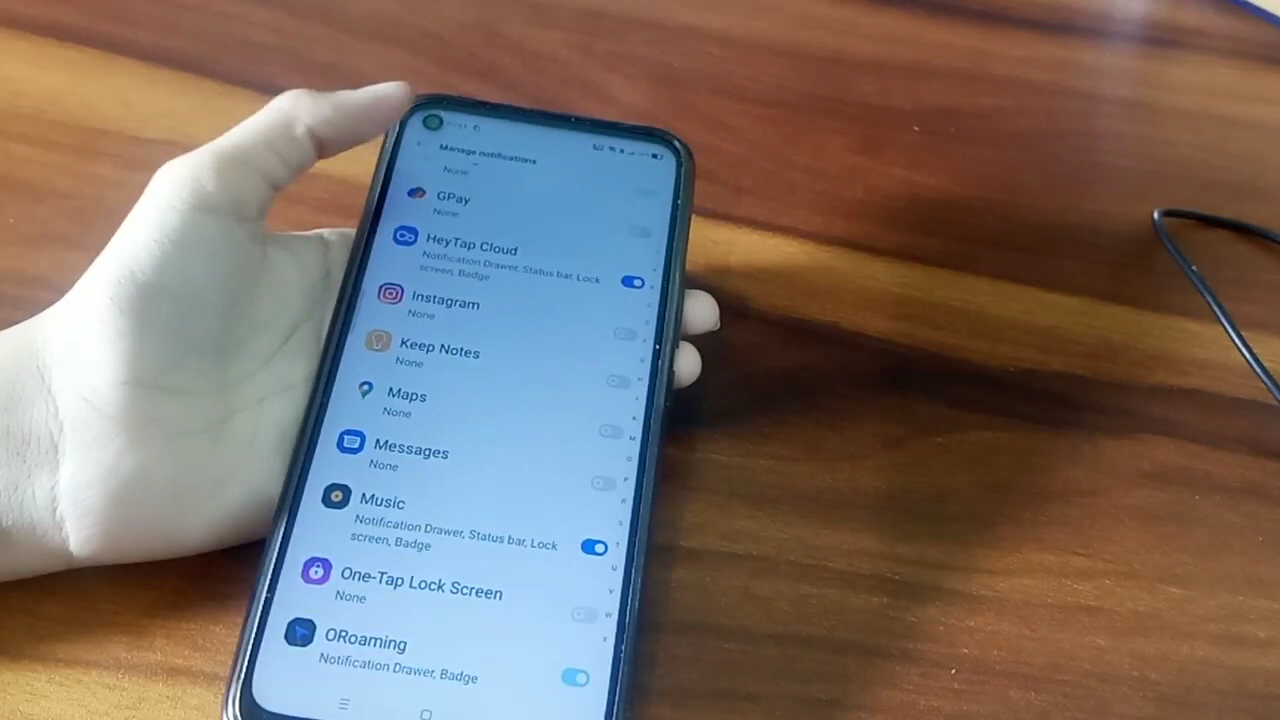 Manage notifications
None
GPay
None
HeyTap Cloud
Notification Drawer, Status bar, Lock
screen, Badge
Instagram
None
Keep Notes
None
Maps
None
Messages
None
Music
Notification Drawer, Status bar, Lock
screen, Badge
One-Tap Lock Screen
None
ORoaming
Notification Drawer, Badge